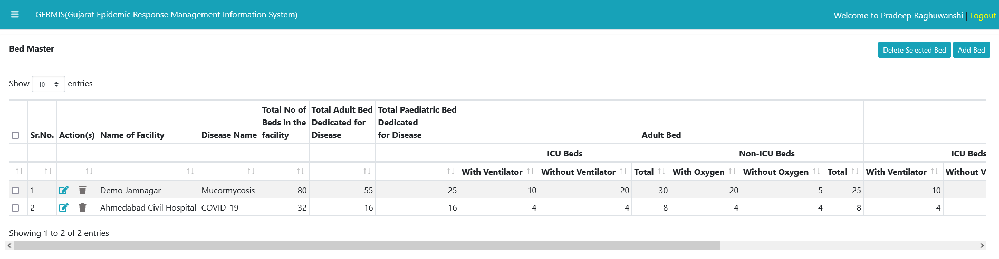 GERMIS(Gujarat Epidemic Response Management Information System)
Welcome to Pradeep Raghuwanshi | Logout
Bed Master
Delete Selected Bed
Add Bed
Show 10 entries
Sr.No. Action(s) Name of Facility Disease Name Total No of Beds in the facility Total Adult Bed Dedicated for Disease Total Paediatric Bed Dedicated for Disease Adult Bed
ICU Beds Non-ICU Beds ICU Beds
With Ventilator Without Ventilator Total With Oxygen Without Oxygen Total With Ventilator Without
1 Demo Jamnagar Mucormycosis 80 55 25 10 20 30 20 5 25 10
2 Ahmedabad Civil Hospital COVID-19 32 16 16 4 4 8 4 4 8 4
Showing 1 to 2 of 2 entries